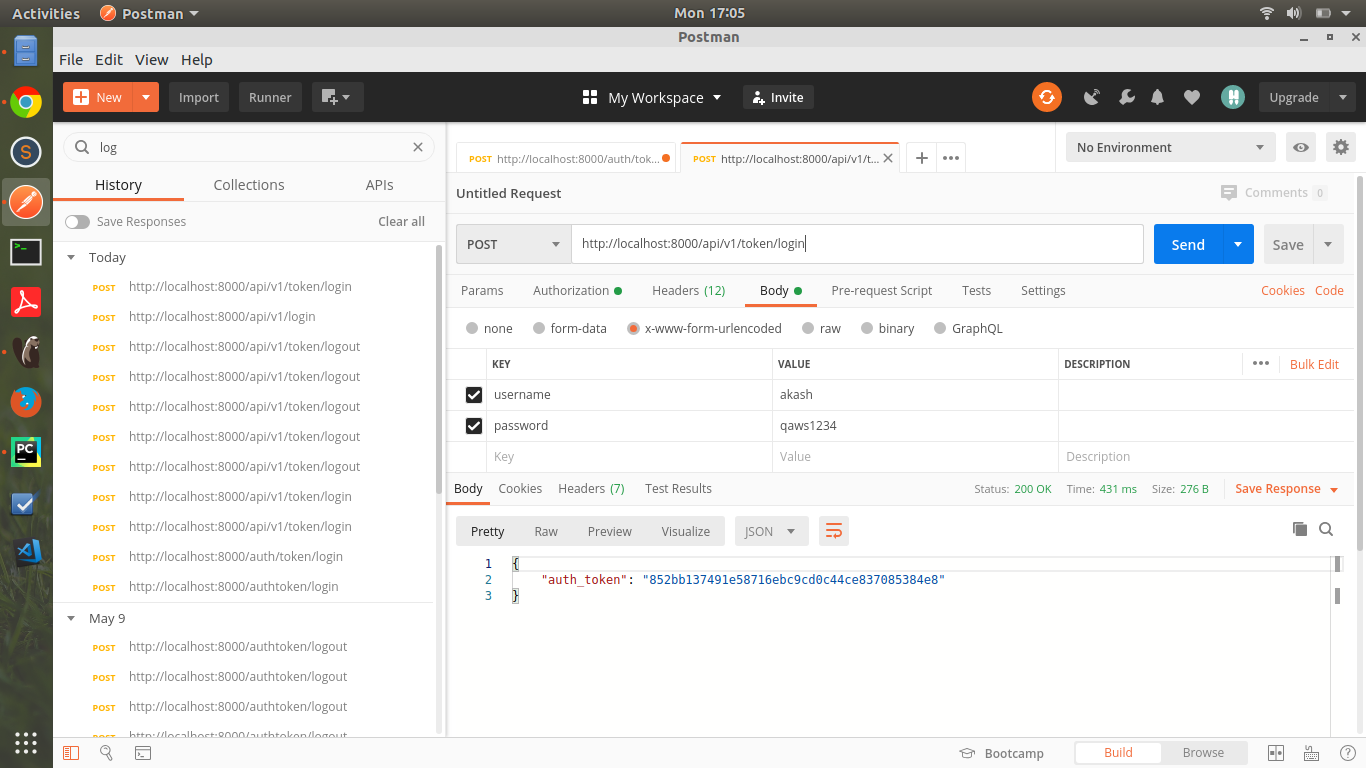 Activities Postman Mon 17:05
Postman
File Edit View Help
New Import Runner My Workspace Invite Upgrade
log
History Collections APIs
Save Responses Clear all
Today
POST http://localhost:8000/api/v1/token/login
POST http://localhost:8000/api/v1/login
POST http://localhost:8000/api/v1/token/logout
POST http://localhost:8000/api/v1/token/logout
POST http://localhost:8000/api/v1/token/logout
POST http://localhost:8000/api/v1/token/logout
POST http://localhost:8000/api/v1/token/logout
POST http://localhost:8000/api/v1/token/login
POST http://localhost:8000/api/v1/token/login
POST http://localhost:8000/auth/token/login
POST http://localhost:8000/authtoken/login
May 9
POST http://localhost:8000/authtoken/logout
POST http://localhost:8000/authtoken/logout
POST http://localhost:8000/authtoken/logout
POST http://localhost:8000/authtoken/logout
POST http://localhost:8000/auth/tok... POST http://localhost:8000/api/v1/t... No Environment
Untitled Request Comments 0
POST http://localhost:8000/api/v1/token/login Send Save
Params Authorization Headers (12) Body Pre-request Script Tests Settings Cookies Code
none form-data x-www-form-urlencoded raw binary GraphQL
KEY VALUE DESCRIPTION Bulk Edit
username akash
password qaws1234
Key Value Description
Body Cookies Headers (7) Test Results Status: 200 OK Time: 431 ms Size: 276 B Save Response
Pretty Raw Preview Visualize JSON
1 {
2 "auth_token": "852bb137491e58716ebc9cd0c44ce837085384e8"
3 }
Bootcamp Build Browse